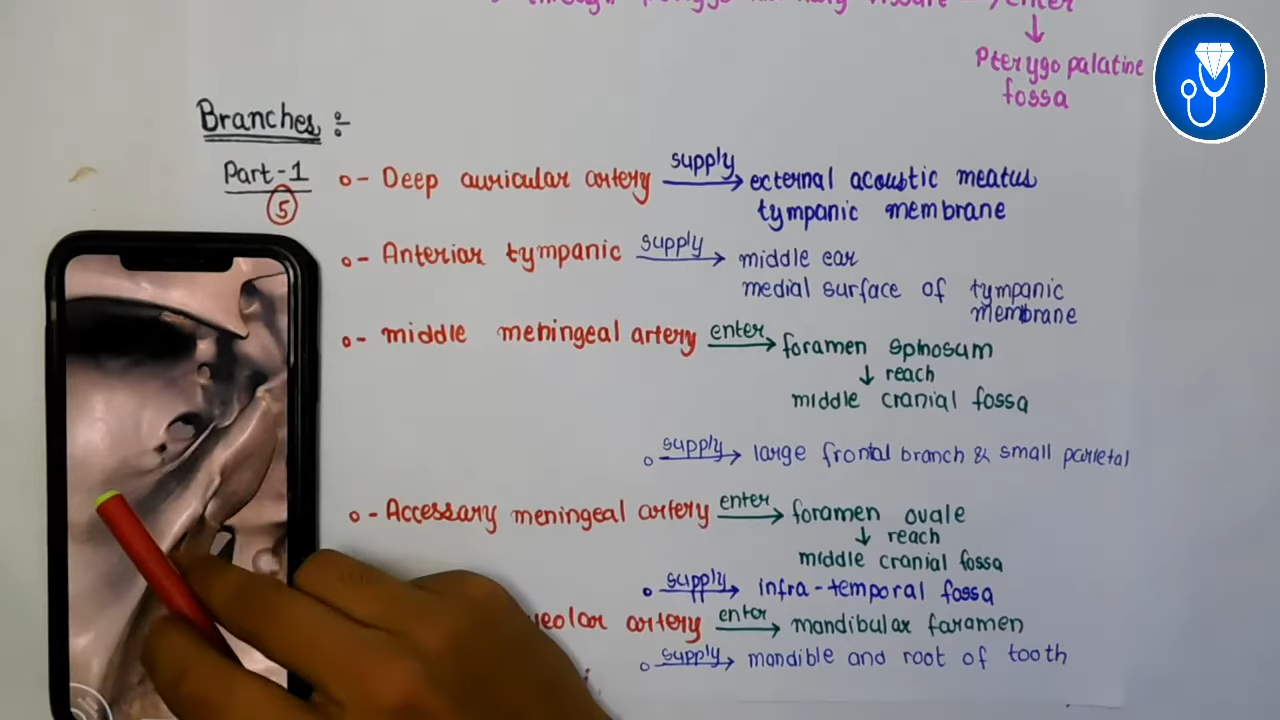 through
enter
↓
Pterygo palatine
fossa
Branches :-
Part-1
5
o- Deep auricular artery supply → external acoustic meatus
tympanic membrane
o- Anterior tympanic supply → middle ear
medial surface of tympanic
membrane
o- middle meningeal artery enter → foramen spinosum
↓ reach
middle cranial fossa
o supply → large frontal branch & small parietal
o - Accessary meningeal artery enter → foramen ovale
↓ reach
middle cranial fossa
o supply → infra-temporal fossa
artery enter → mandibular foramen
o supply → mandible and root of tooth